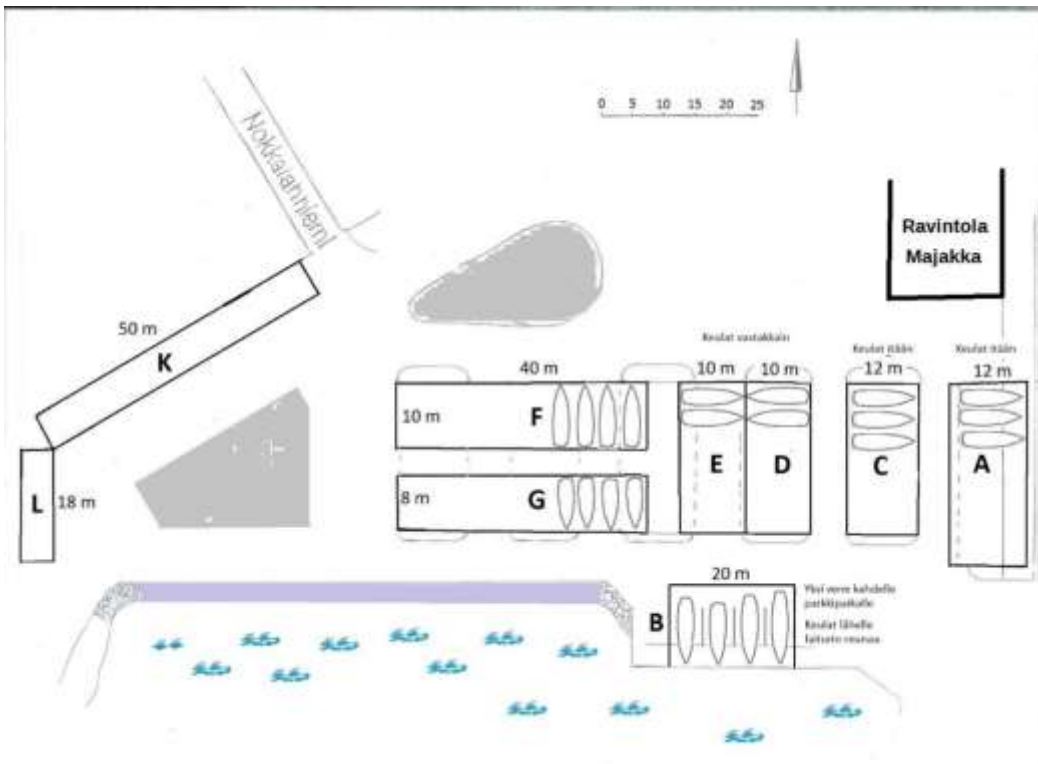 0 5 10 15 20 25
Nokkalanniemi
Ravintola
Majakka
50 m
K
Keulat vastakkain
Keulat itään
Keulat itään
40 m
10 m
10 m
12 m
12 m
10 m
F
E
D
C
A
L
18 m
8 m
G
20 m
B
Yksi vene kahdelle
parkkipaikalle
Keulat lähelle
laiturin reunaa